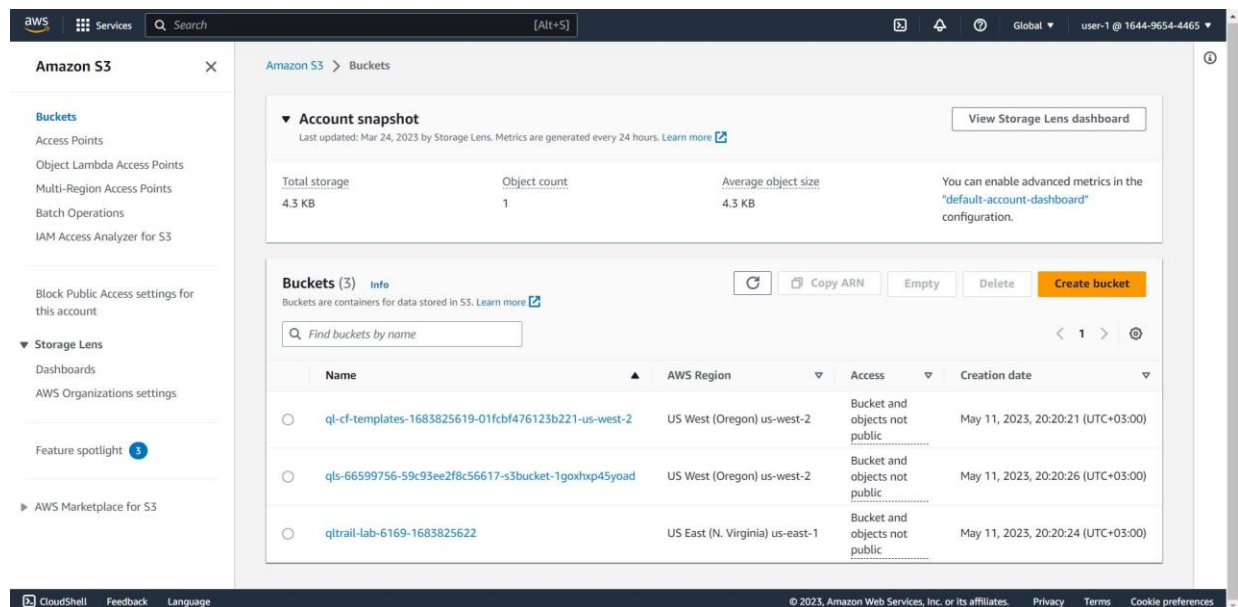 aws
Services
Search
[Alt+S]
Global ▼
user-1 @ 1644-9654-4465 ▼
Amazon S3
Buckets
Access Points
Object Lambda Access Points
Multi-Region Access Points
Batch Operations
IAM Access Analyzer for S3
Block Public Access settings for
this account
▼ Storage Lens
Dashboards
AWS Organizations settings
Feature spotlight 3
▶ AWS Marketplace for S3
Amazon S3 > Buckets
▼ Account snapshot
Last updated: Mar 24, 2023 by Storage Lens. Metrics are generated every 24 hours. Learn more
View Storage Lens dashboard
Total storage
4.3 KB
Object count
1
Average object size
4.3 KB
You can enable advanced metrics in the
"default-account-dashboard"
configuration.
Buckets (3) Info
Buckets are containers for data stored in S3. Learn more
Copy ARN
Empty
Delete
Create bucket
Find buckets by name
< 1 >
Name ▲ AWS Region ▽ Access ▽ Creation date ▽
ql-cf-templates-1683825619-01fcbf476123b221-us-west-2
US West (Oregon) us-west-2
Bucket and
objects not
public
May 11, 2023, 20:20:21 (UTC+03:00)
qls-66599756-59c93ee2f8c56617-s3bucket-1goxhxp45yoad
US West (Oregon) us-west-2
Bucket and
objects not
public
May 11, 2023, 20:20:26 (UTC+03:00)
qltrail-lab-6169-1683825622
US East (N. Virginia) us-east-1
Bucket and
objects not
public
May 11, 2023, 20:20:24 (UTC+03:00)
CloudShell
Feedback
Language
© 2023, Amazon Web Services, Inc. or its affiliates.
Privacy
Terms
Cookie preferences